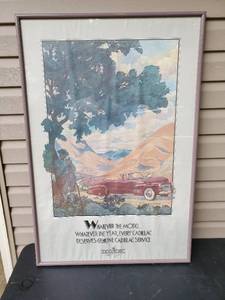 WHATEVER THE MODEL,
WHATEVER THE YEAR, EVERY CADILLAC
DESERVES GENUINE CADILLAC SERVICE